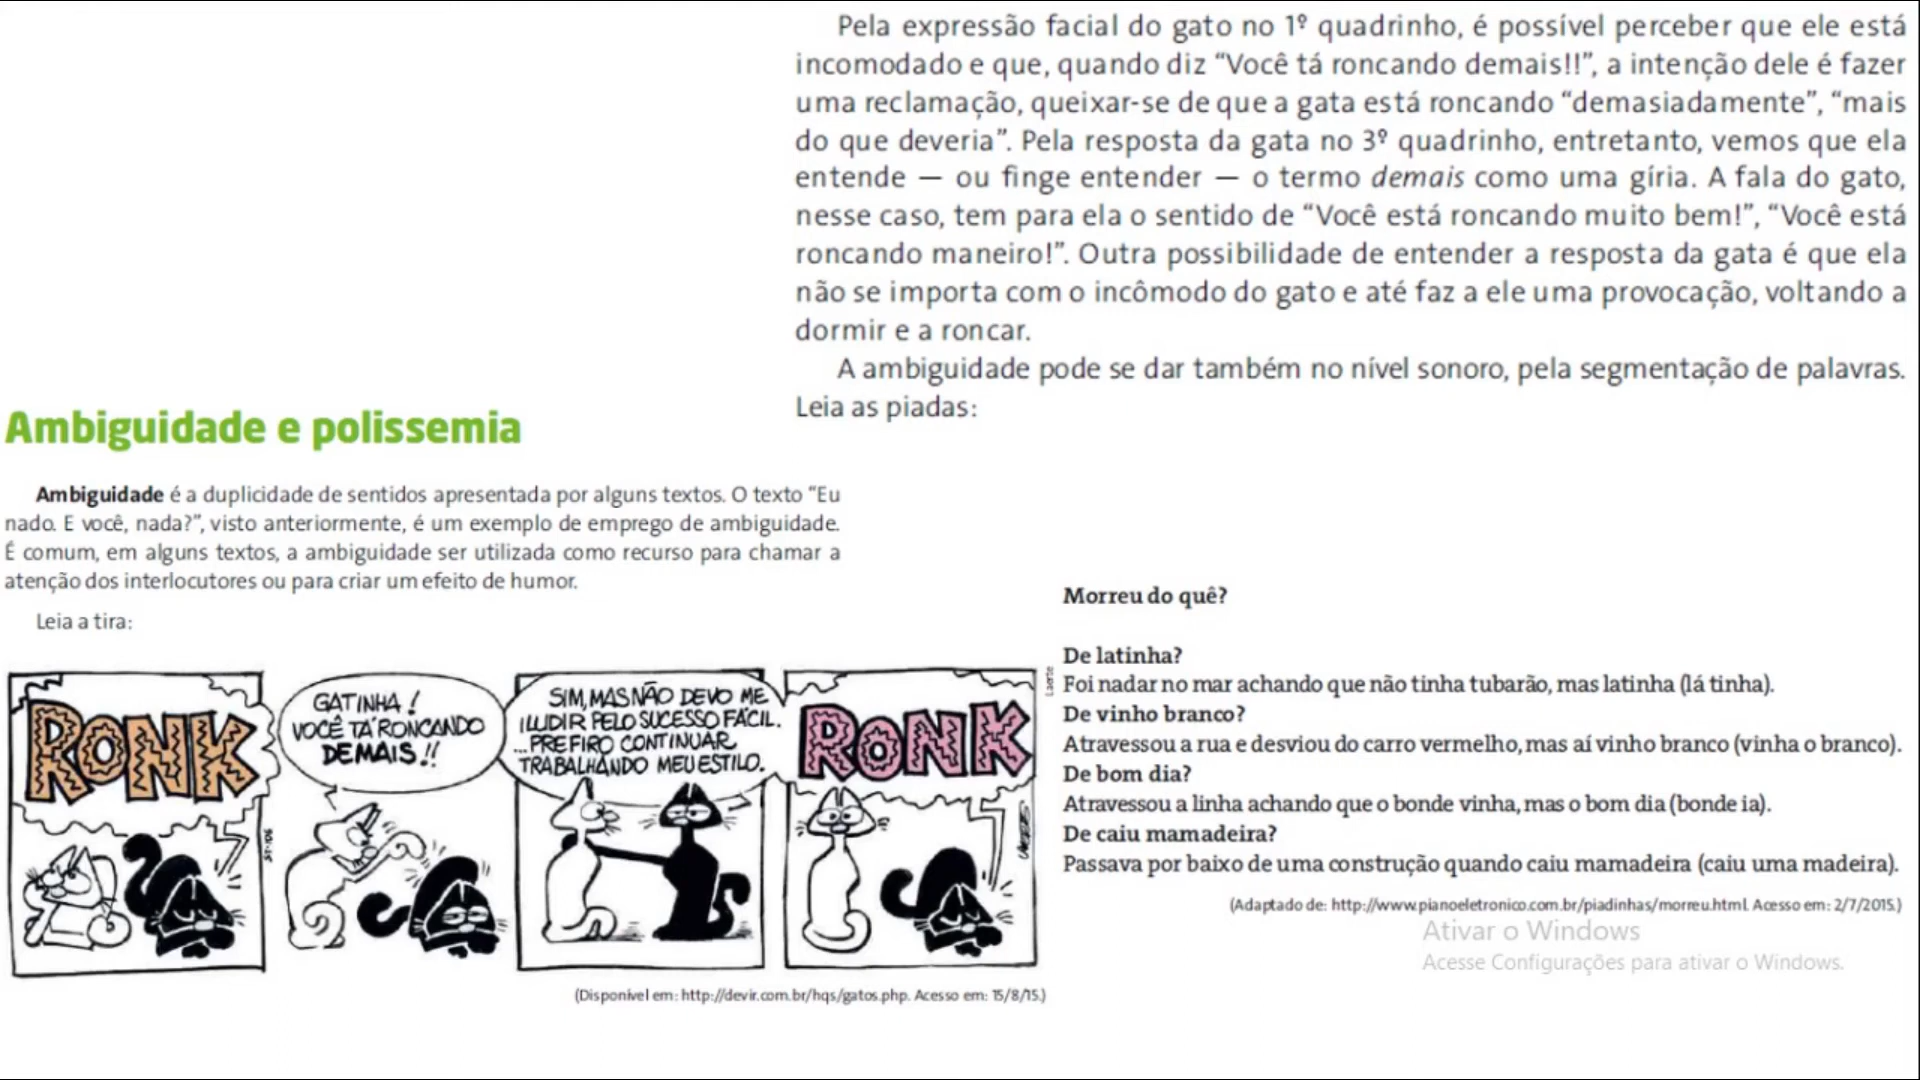 Ambiguidade e polissemia
Ambiguidade é a duplicidade de sentidos apresentada por alguns textos. O texto “Eu
nado. E você, nada?”, visto anteriormente, é um exemplo de emprego de ambiguidade.
É comum, em alguns textos, a ambiguidade ser utilizada como recurso para chamar a
atenção dos interlocutores ou para criar um efeito de humor.
Leia a tira:
RONK
GATINHA!
VOCÊ TÁ RONCANDO
DEMAIS!!
SIM, MAS NÃO DEVO ME
ILUDIR PELO SUCESSO FÁCIL.
...PREFIRO CONTINUAR
TRABALHANDO MEU ESTILO.
RONK
Laerte
(Disponível em: http://devir.com.br/hqs/gatos.php. Acesso em: 15/8/15.)
Pela expressão facial do gato no 1º quadrinho, é possível perceber que ele está
incomodado e que, quando diz “Você tá roncando demais!!”, a intenção dele é fazer
uma reclamação, queixar-se de que a gata está roncando “demasiadamente”, “mais
do que deveria”. Pela resposta da gata no 3º quadrinho, entretanto, vemos que ela
entende — ou finge entender — o termo demais como uma gíria. A fala do gato,
nesse caso, tem para ela o sentido de “Você está roncando muito bem!”, “Você está
roncando maneiro!”. Outra possibilidade de entender a resposta da gata é que ela
não se importa com o incômodo do gato e até faz a ele uma provocação, voltando a
dormir e a roncar.
A ambiguidade pode se dar também no nível sonoro, pela segmentação de palavras.
Leia as piadas:
Morreu do quê?
De latinha?
Foi nadar no mar achando que não tinha tubarão, mas latinha (lá tinha).
De vinho branco?
Atravessou a rua e desviou do carro vermelho, mas aí vinho branco (vinha o branco).
De bom dia?
Atravessou a linha achando que o bonde vinha, mas o bom dia (bonde ia).
De caiu mamadeira?
Passava por baixo de uma construção quando caiu mamadeira (caiu uma madeira).
(Adaptado de: http://www.pianoeletronico.com.br/piadinhas/morreu.html. Acesso em: 2/7/2015.)
Ativar o Windows
Acesse Configurações para ativar o Windows.